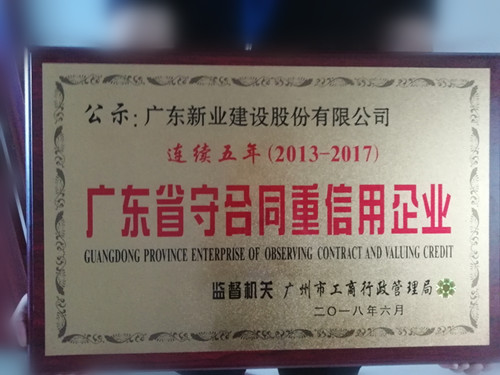 公示:广东新业建设股份有限公司
连续五年(2013-2017)
广东省守合同重信用企业
GUANGDONG PROVINCE ENTERPRISE OF OBSERVING CONTRACT AND VALUING CREDIT
监督机关 广州市工商行政管理局
二〇一八年六月